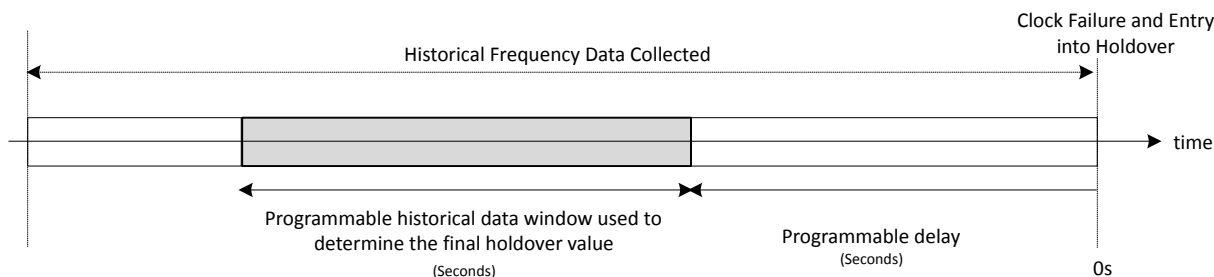 Clock Failure and Entry
into Holdover
Historical Frequency Data Collected
time
Programmable historical data window used to
determine the final holdover value
(Seconds)
Programmable delay
(Seconds)
0s